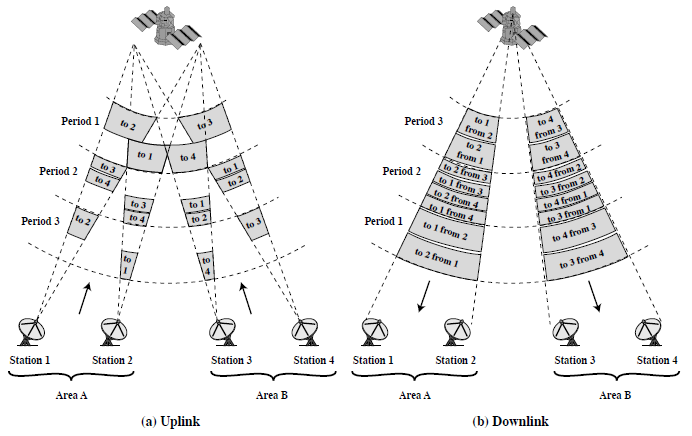 Period 1
to 2
to 3
to 1
to 4
Period 2
to 3
to 4
to 1
to 2
Period 3
to 2
to 3
to 4
to 1
to 2
to 3
to
1
to
4
Station 1
Station 2
Station 3
Station 4
Area A
Area B
(a) Uplink
Period 3
to 1
from 2
to 2
from 1
to 4
from 3
to 3
from 4
Period 2
to 2 from 3
to 1 from 3
to 2 from 4
to 1 from 4
to 4 from 2
to 3 from 2
to 4 from 1
to 3 from 1
Period 1
to 1 from 2
to 2 from 1
to 4 from 3
to 3 from 4
Station 1
Station 2
Station 3
Station 4
Area A
Area B
(b) Downlink